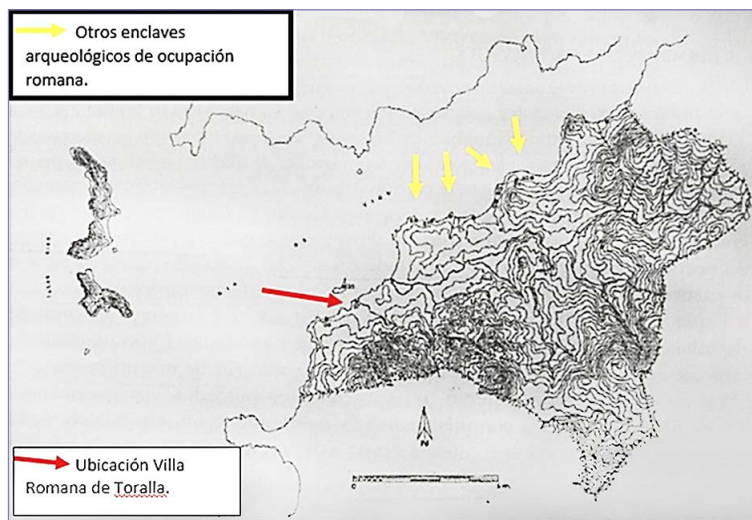 Otros enclaves
arqueológicos de ocupación
romana.
Ubicación Villa
Romana de Toralla.